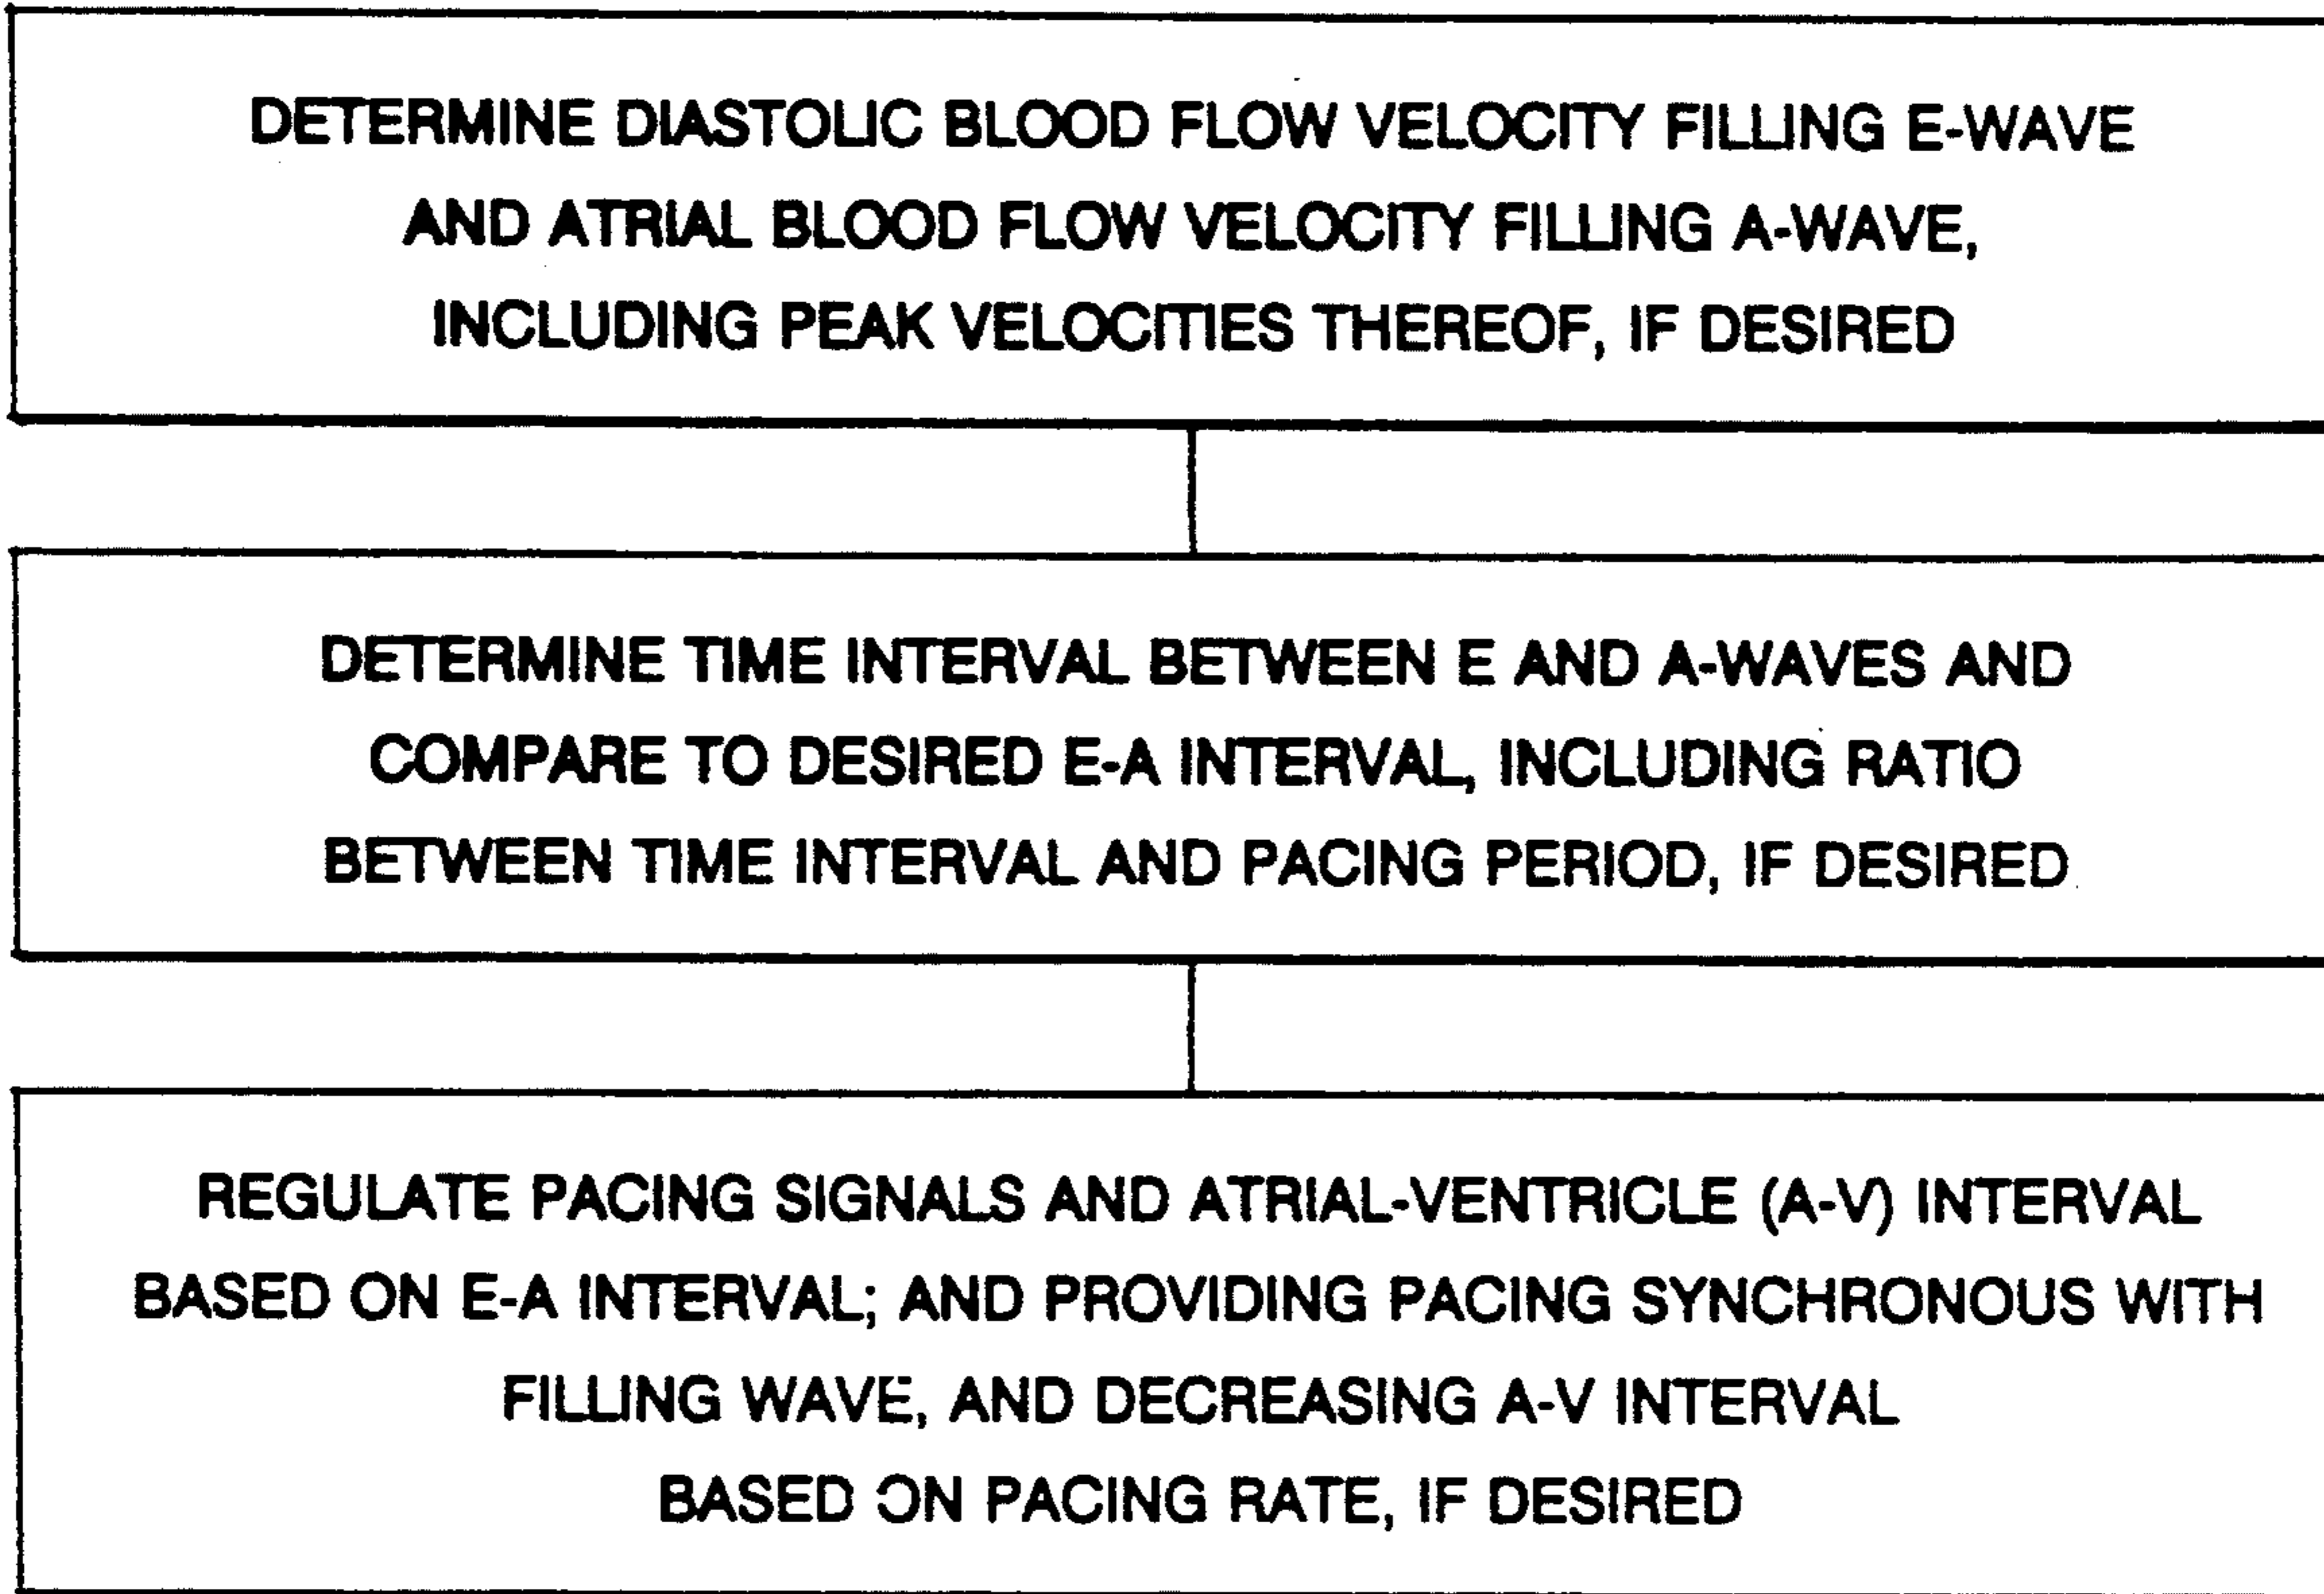 DETERMINE DIASTOLIC BLOOD FLOW VELOCITY FILLING E-WAVE
AND ATRIAL BLOOD FLOW VELOCITY FILLING A-WAVE,
INCLUDING PEAK VELOCITIES THEREOF, IF DESIRED
DETERMINE TIME INTERVAL BETWEEN E AND A-WAVES AND
COMPARE TO DESIRED E-A INTERVAL, INCLUDING RATIO
BETWEEN TIME INTERVAL AND PACING PERIOD, IF DESIRED
REGULATE PACING SIGNALS AND ATRIAL-VENTRICLE (A-V) INTERVAL
BASED ON E-A INTERVAL; AND PROVIDING PACING SYNCHRONOUS WITH
FILLING WAVE, AND DECREASING A-V INTERVAL
BASED ON PACING RATE, IF DESIRED